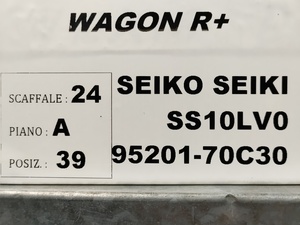 WAGON R+
SCAFFALE : 24
PIANO : A
POSIZ. : 39
SEIKO SEIKI
SS10LV0
95201-70C30